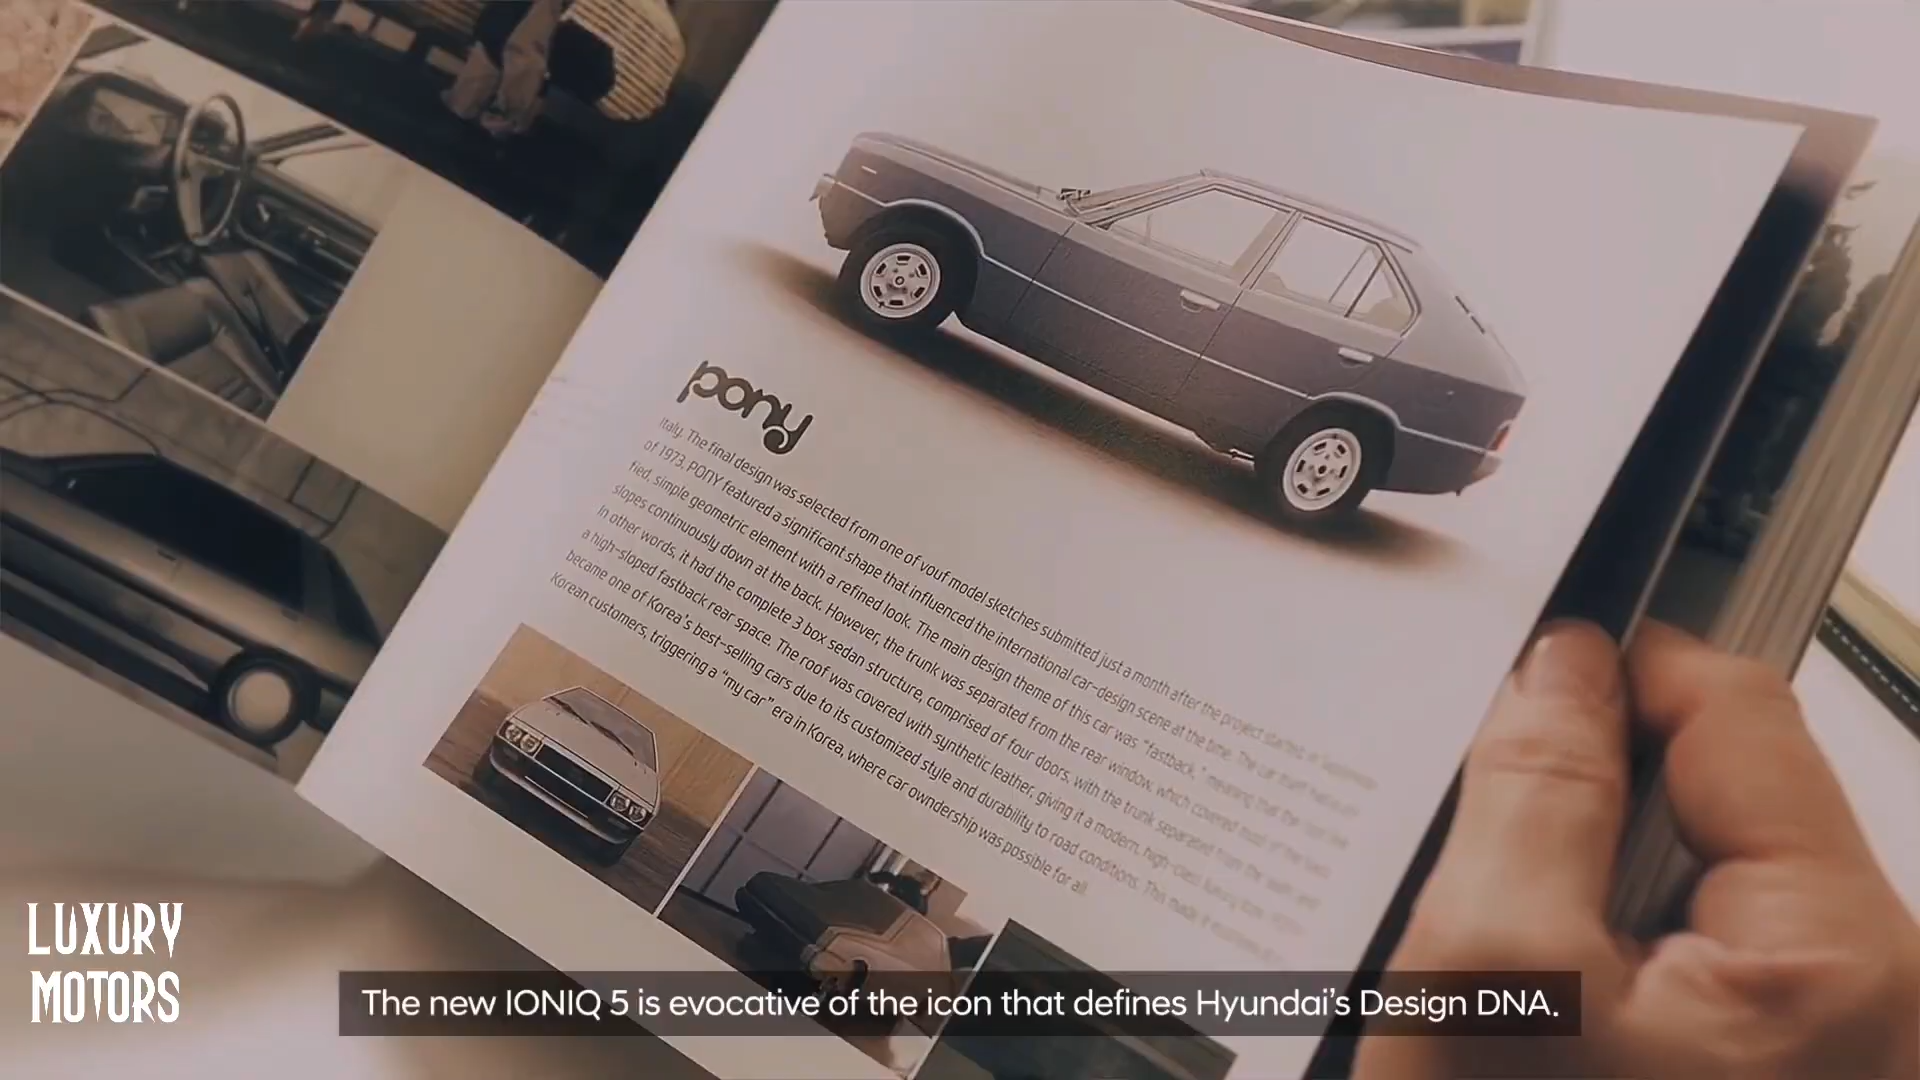 pony
Italy. The final design was selected from one of vouf model sketches submitted just a month after the project started, in
of 1973. PONY featured a significant shape that influenced the international car-design scene at the time. The car itself
fied, simple geometric element with a refined look. The main design theme of this car was "fastback," meaning that the roof line
slopes continuously down at the back. However, the trunk was separated from the rear window, which covered most of the back.
In other words, it had the complete 3 box sedan structure, comprised of four doors, with the trunk separated from the cabin and
a high-sloped fastback rear space. The roof was covered with synthetic leather, giving it a modern, high-class luxury
became one of Korea's best-selling cars due to its customized style and durability to road conditions. This made it
Korean customers, triggering a "my car" era in Korea, where car owndership was possible for all.
LUXURY
MOTORS
The new IONIQ 5 is evocative of the icon that defines Hyundai's Design DNA.